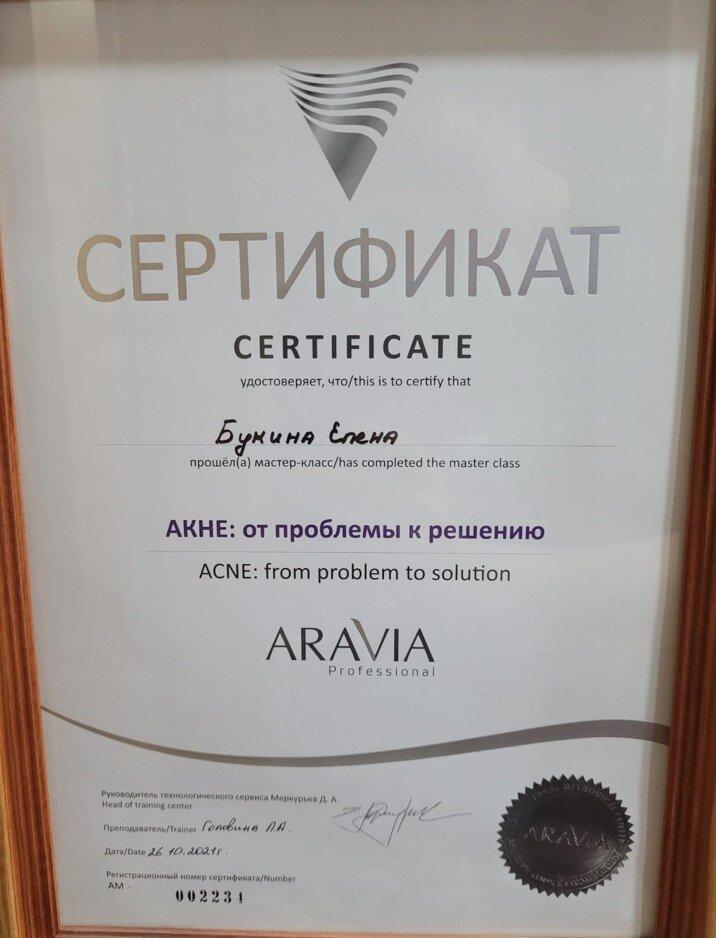 СЕРТИФИКАТ
CERTIFICATE
удостоверяет, что/this is to certify that
Букина Елена
прошёл(а) мастер-класс/has completed the master class
АКНЕ: от проблемы к решению
ACNE: from problem to solution
ARAVIA
Professional
Руководитель технологического сервиса Меркурьев Д. А.
Head of training center
Преподаватель/Trainer Головина Л.А.
Дата/Date 26.10.2021г.
Регистрационный номер сертификата/Number
АМ -
002231
ARAVIA